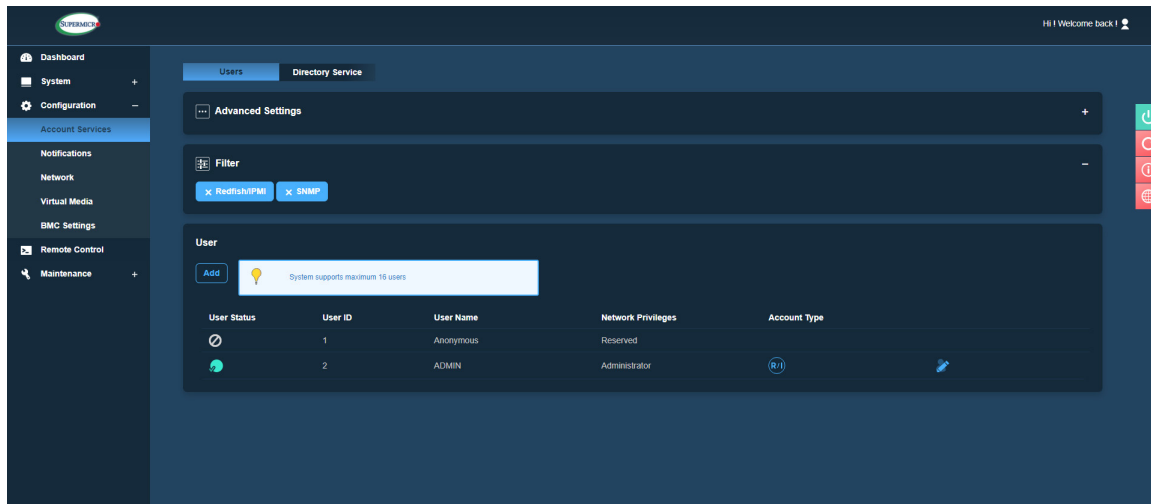 SUPERMICR
Hi ! Welcome back !
Dashboard
System +
Configuration −
Account Services
Notifications
Network
Virtual Media
BMC Settings
Remote Control
Maintenance +
Users Directory Service
Advanced Settings +
Filter −
× Redfish/IPMI × SNMP
User
Add System supports maximum 16 users
User Status User ID User Name Network Privileges Account Type
1 Anonymous Reserved
2 ADMIN Administrator R/I